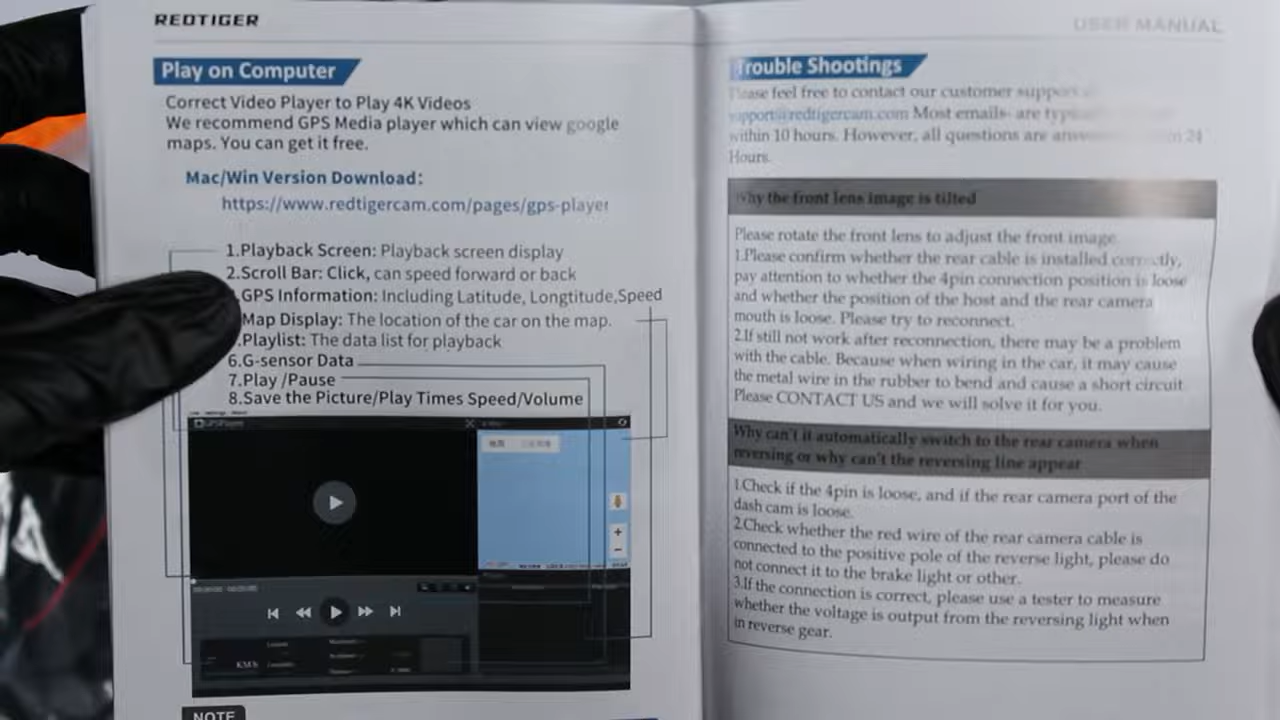 REDTIGER
Play on Computer
Correct Video Player to Play 4K Videos
We recommend GPS Media player which can view google
maps. You can get it free.
Mac/Win Version Download:
https://www.redtigercam.com/pages/gps-player
1.Playback Screen: Playback screen display
2.Scroll Bar: Click, can speed forward or back
.GPS Information: Including Latitude, Longtitude,Speed
Map Display: The location of the car on the map.
.Playlist: The data list for playback
6.G-sensor Data
7.Play /Pause
8.Save the Picture/Play Times Speed/Volume
GPSPlayer
KM/h
NOTE
USER MANUAL
Trouble Shootings
Please feel free to contact our customer support
support@redtigercam.com Most emails- are
within 10 hours. However, all questions are 24
Hours.
Why the front lens image is tilted
Please rotate the front lens to adjust the front image
1.Please confirm whether the rear cable is installed correctly,
pay attention to whether the 4pin connection position is loose
and whether the position of the host and the rear camera
mouth is loose. Please try to reconnect.
2.If still not work after reconnection, there may be a problem
with the cable. Because when wiring in the car, it may cause
the metal wire in the rubber to bend and cause a short circuit
Please CONTACT US and we will solve it for you.
Why can't it automatically switch to the rear camera when
reversing or why can't the reversing line appear
1.Check if the 4pin is loose, and if the rear camera port of the
dash cam is loose.
2.Check whether the red wire of the rear camera cable is
connected to the positive pole of the reverse light, please do
not connect it to the brake light or other.
3.If the connection is correct, please use a tester to measure
whether the voltage is output from the reversing light when
in reverse gear.